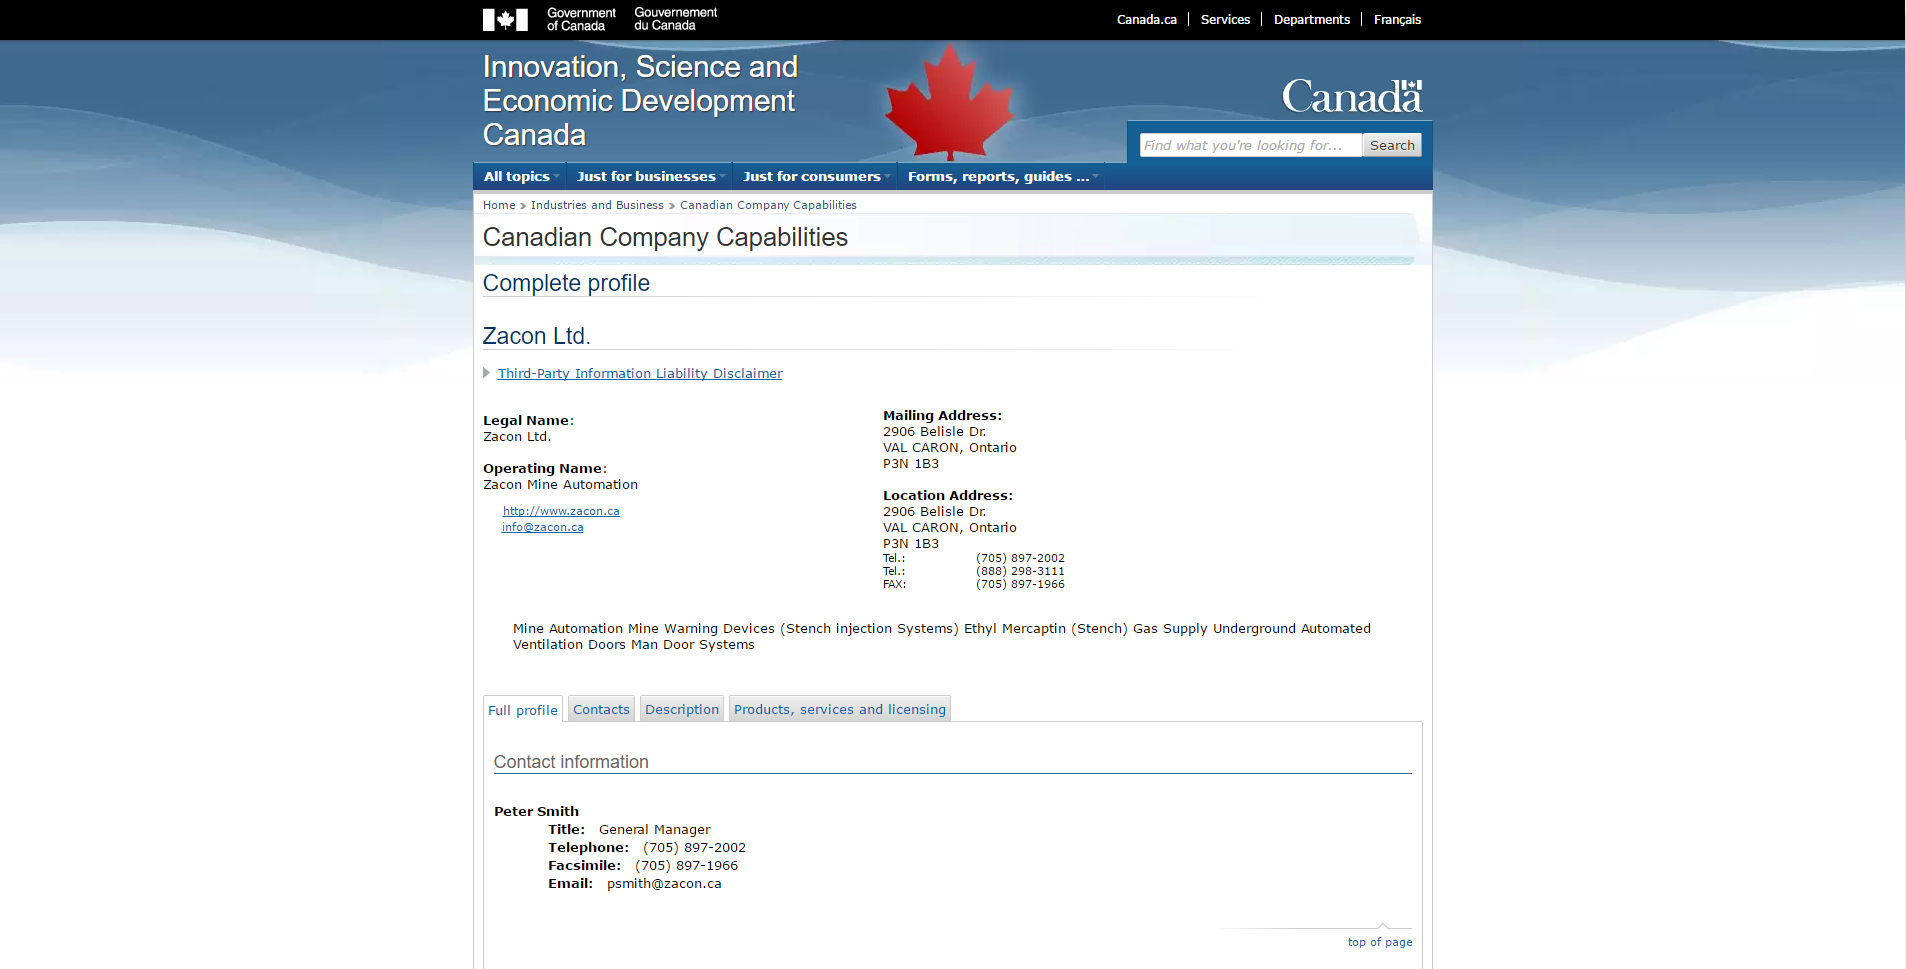 Government of Canada
Gouvernement du Canada
Canada.ca Services Departments Français
Innovation, Science and
Economic Development
Canada
Canada
Find what you're looking for... Search
All topics Just for businesses Just for consumers Forms, reports, guides ...
Home » Industries and Business » Canadian Company Capabilities
Canadian Company Capabilities
Complete profile
Zacon Ltd.
Third-Party Information Liability Disclaimer
Legal Name:
Zacon Ltd.
Operating Name:
Zacon Mine Automation
http://www.zacon.ca
info@zacon.ca
Mailing Address:
2906 Belisle Dr.
VAL CARON, Ontario
P3N 1B3
Location Address:
2906 Belisle Dr.
VAL CARON, Ontario
P3N 1B3
Tel.: (705) 897-2002
Tel.: (888) 298-3111
FAX: (705) 897-1966
Mine Automation Mine Warning Devices (Stench injection Systems) Ethyl Mercaptin (Stench) Gas Supply Underground Automated
Ventilation Doors Man Door Systems
Full profile Contacts Description Products, services and licensing
Contact information
Peter Smith
Title: General Manager
Telephone: (705) 897-2002
Facsimile: (705) 897-1966
Email: psmith@zacon.ca
top of page